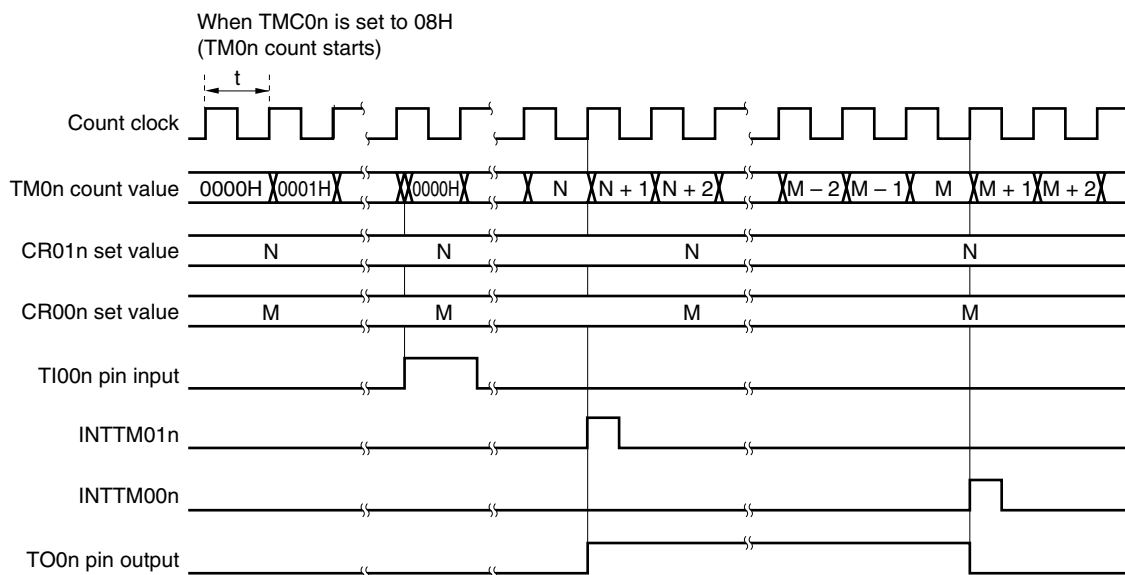 When TMC0n is set to 08H
(TM0n count starts)
t
Count clock
TM0n count value 0000H 0001H 0000H N N + 1 N + 2 M – 2 M – 1 M M + 1 M + 2
CR01n set value N N N N
CR00n set value M M M M
TI00n pin input
INTTM01n
INTTM00n
TO0n pin output